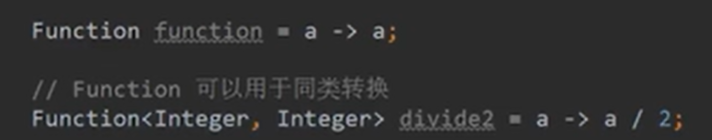 Function function = a -> a;
// Function 可以用于同类转换
Function<Integer, Integer> divide2 = a -> a / 2;